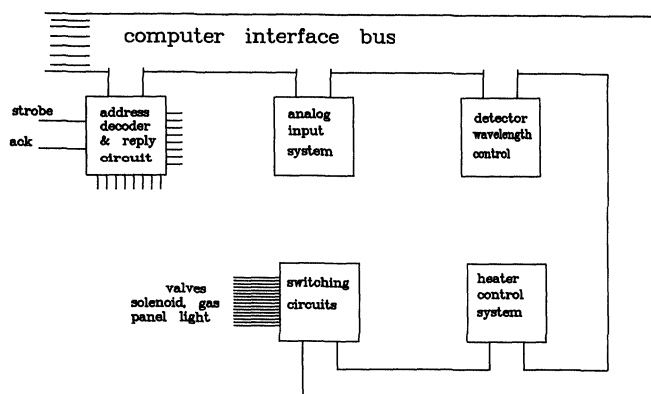 computer interface bus
strobe
ack
address
decoder
& reply
circuit
analog
input
system
detector
wavelength
control
valves
solenoid, gas
panel light
switching
circuits
heater
control
system